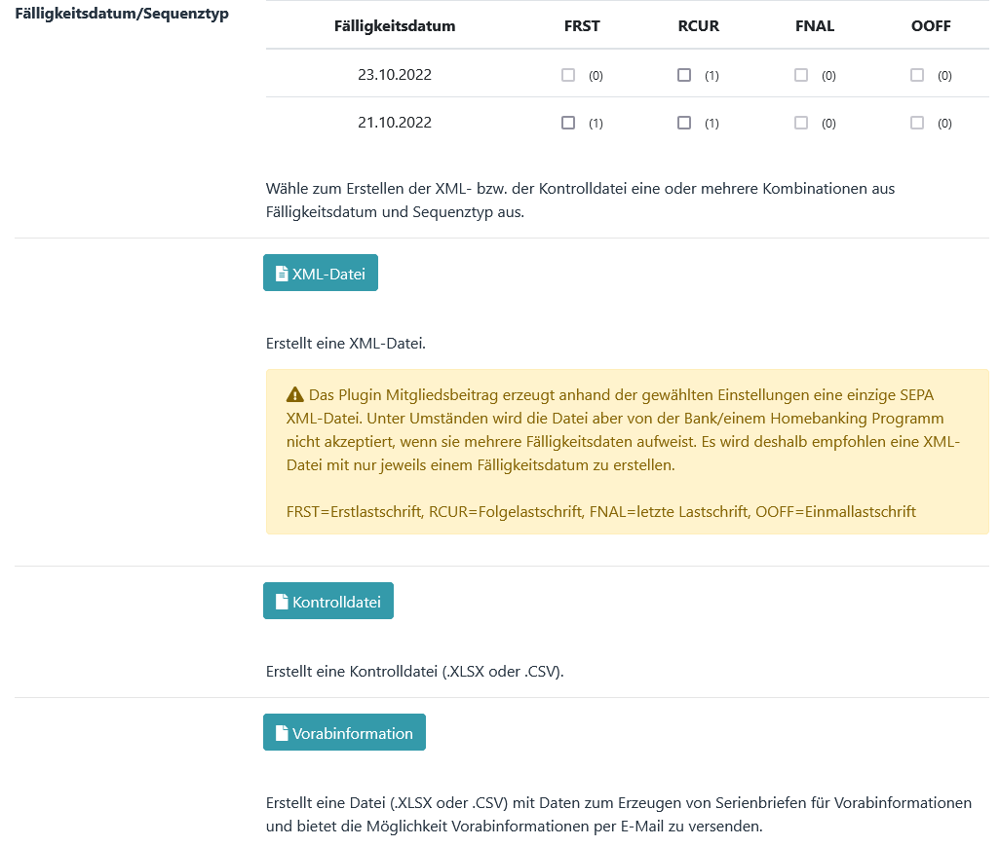 Fälligkeitsdatum/Sequenztyp
Fälligkeitsdatum FRST RCUR FNAL OOFF
23.10.2022 (0) (1) (0) (0)
21.10.2022 (1) (1) (0) (0)
Wähle zum Erstellen der XML- bzw. der Kontrolldatei eine oder mehrere Kombinationen aus
Fälligkeitsdatum und Sequenztyp aus.
XML-Datei
Erstellt eine XML-Datei.
Das Plugin Mitgliedsbeitrag erzeugt anhand der gewählten Einstellungen eine einzige SEPA
XML-Datei. Unter Umständen wird die Datei aber von der Bank/einem Homebanking Programm
nicht akzeptiert, wenn sie mehrere Fälligkeitsdaten aufweist. Es wird deshalb empfohlen eine XML-
Datei mit nur jeweils einem Fälligkeitsdatum zu erstellen.
FRST=Erstlastschrift, RCUR=Folgelastschrift, FNAL=letzte Lastschrift, OOFF=Einmallastschrift
Kontrolldatei
Erstellt eine Kontrolldatei (.XLSX oder .CSV).
Vorabinformation
Erstellt eine Datei (.XLSX oder .CSV) mit Daten zum Erzeugen von Serienbriefen für Vorabinformationen
und bietet die Möglichkeit Vorabinformationen per E-Mail zu versenden.